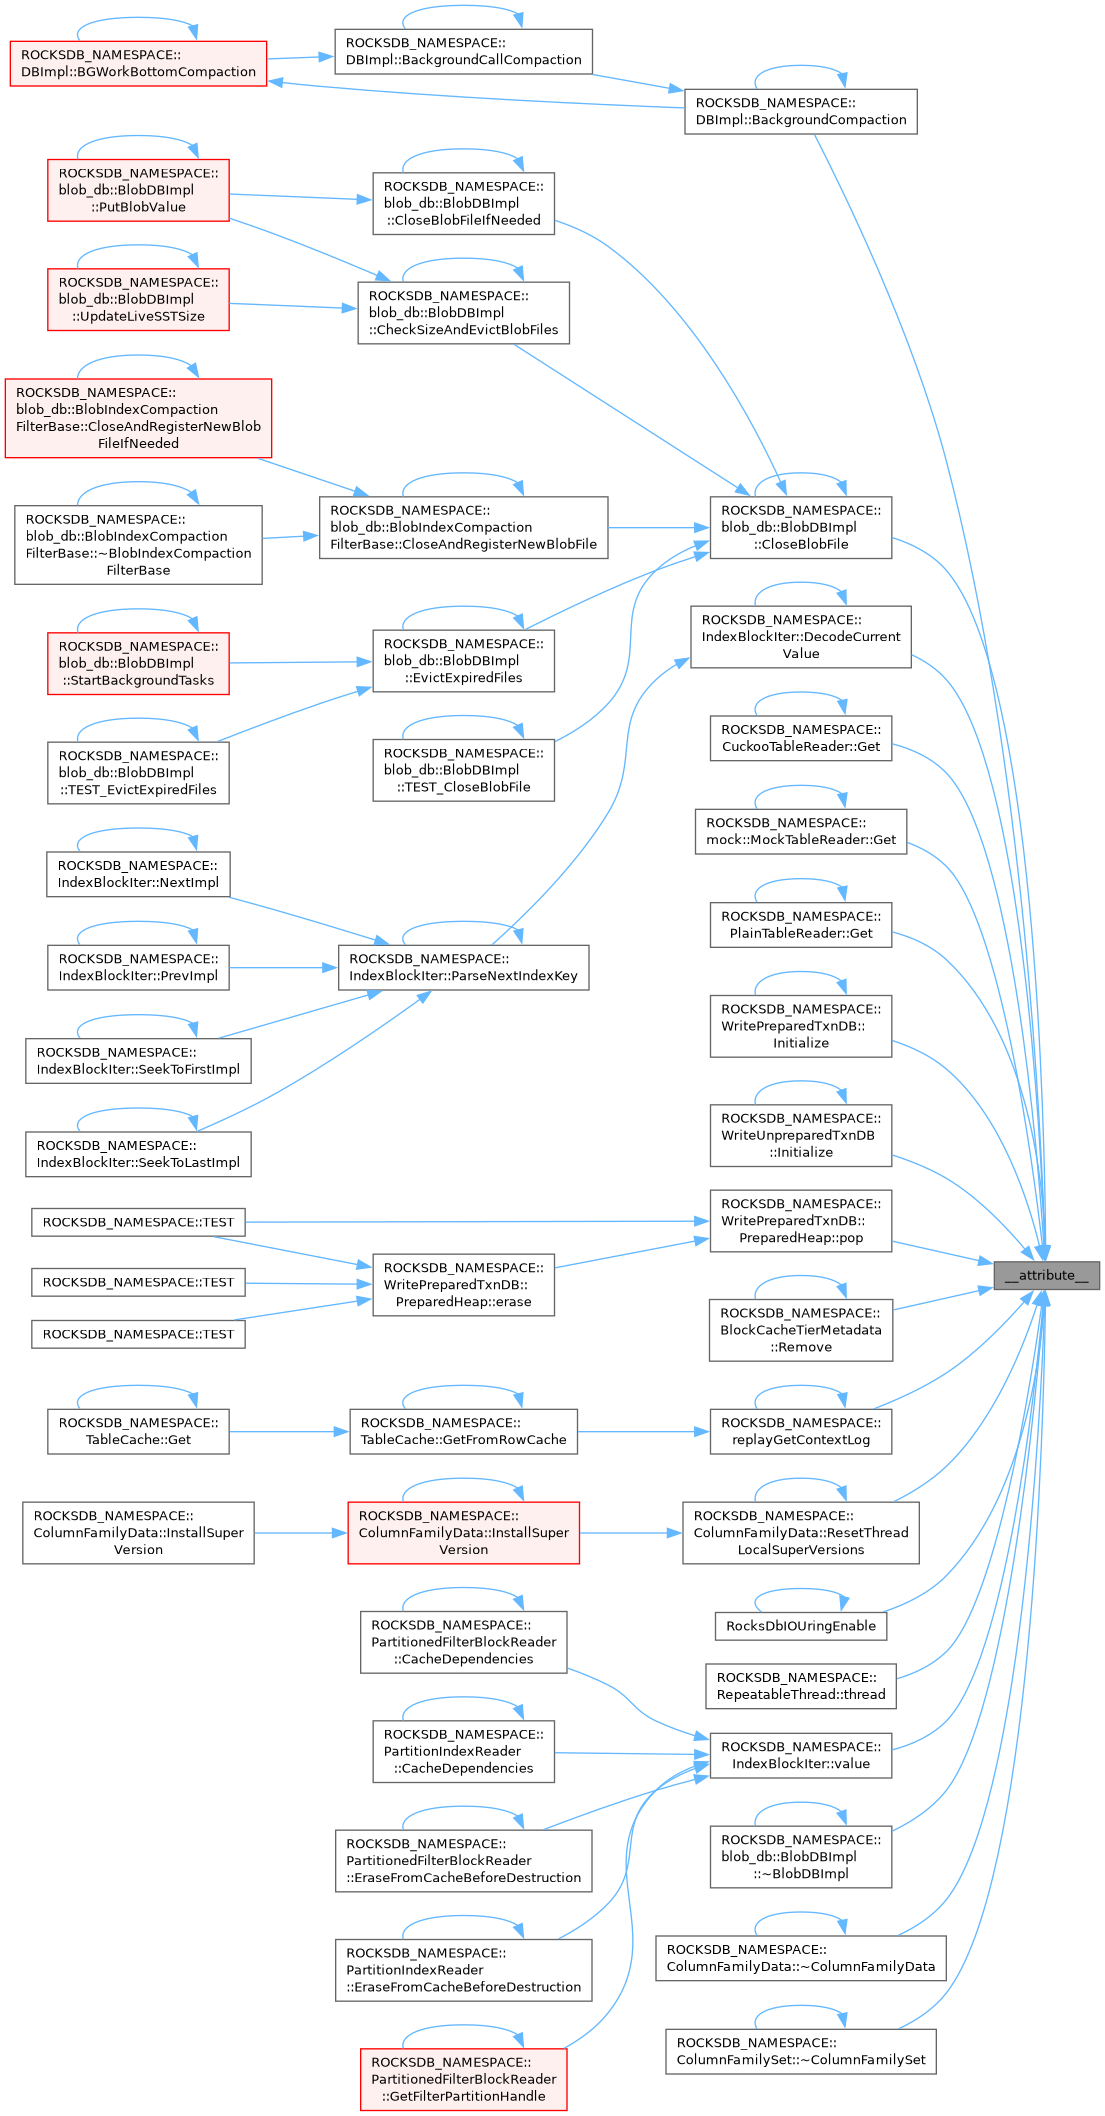 ROCKSDB_NAMESPACE::
DBImpl::BGWorkBottomCompaction
ROCKSDB_NAMESPACE::
DBImpl::BackgroundCallCompaction
ROCKSDB_NAMESPACE::
DBImpl::BackgroundCompaction
ROCKSDB_NAMESPACE::
blob_db::BlobDBImpl
::PutBlobValue
ROCKSDB_NAMESPACE::
blob_db::BlobDBImpl
::CloseBlobFileIfNeeded
ROCKSDB_NAMESPACE::
blob_db::BlobDBImpl
::UpdateLiveSSTSize
ROCKSDB_NAMESPACE::
blob_db::BlobDBImpl
::CheckSizeAndEvictBlobFiles
ROCKSDB_NAMESPACE::
blob_db::BlobIndexCompaction
FilterBase::CloseAndRegisterNewBlob
FileIfNeeded
ROCKSDB_NAMESPACE::
blob_db::BlobIndexCompaction
FilterBase::~BlobIndexCompaction
FilterBase
ROCKSDB_NAMESPACE::
blob_db::BlobIndexCompaction
FilterBase::CloseAndRegisterNewBlobFile
ROCKSDB_NAMESPACE::
blob_db::BlobDBImpl
::CloseBlobFile
ROCKSDB_NAMESPACE::
blob_db::BlobDBImpl
::StartBackgroundTasks
ROCKSDB_NAMESPACE::
blob_db::BlobDBImpl
::EvictExpiredFiles
ROCKSDB_NAMESPACE::
IndexBlockIter::DecodeCurrent
Value
ROCKSDB_NAMESPACE::
blob_db::BlobDBImpl
::TEST_EvictExpiredFiles
ROCKSDB_NAMESPACE::
blob_db::BlobDBImpl
::TEST_CloseBlobFile
ROCKSDB_NAMESPACE::
CuckooTableReader::Get
ROCKSDB_NAMESPACE::
mock::MockTableReader::Get
ROCKSDB_NAMESPACE::
IndexBlockIter::NextImpl
ROCKSDB_NAMESPACE::
PlainTableReader::Get
ROCKSDB_NAMESPACE::
IndexBlockIter::PrevImpl
ROCKSDB_NAMESPACE::
IndexBlockIter::ParseNextIndexKey
ROCKSDB_NAMESPACE::
WritePreparedTxnDB::
Initialize
ROCKSDB_NAMESPACE::
IndexBlockIter::SeekToFirstImpl
ROCKSDB_NAMESPACE::
IndexBlockIter::SeekToLastImpl
ROCKSDB_NAMESPACE::
WriteUnpreparedTxnDB
::Initialize
ROCKSDB_NAMESPACE::TEST
ROCKSDB_NAMESPACE::
WritePreparedTxnDB::
PreparedHeap::pop
ROCKSDB_NAMESPACE::TEST
ROCKSDB_NAMESPACE::
WritePreparedTxnDB::
PreparedHeap::erase
__attribute__
ROCKSDB_NAMESPACE::TEST
ROCKSDB_NAMESPACE::
BlockCacheTierMetadata
::Remove
ROCKSDB_NAMESPACE::
TableCache::Get
ROCKSDB_NAMESPACE::
TableCache::GetFromRowCache
ROCKSDB_NAMESPACE::
replayGetContextLog
ROCKSDB_NAMESPACE::
ColumnFamilyData::InstallSuper
Version
ROCKSDB_NAMESPACE::
ColumnFamilyData::InstallSuper
Version
ROCKSDB_NAMESPACE::
ColumnFamilyData::ResetThread
LocalSuperVersions
ROCKSDB_NAMESPACE::
PartitionedFilterBlockReader
::CacheDependencies
RocksDbIOUringEnable
ROCKSDB_NAMESPACE::
RepeatableThread::thread
ROCKSDB_NAMESPACE::
PartitionIndexReader
::CacheDependencies
ROCKSDB_NAMESPACE::
IndexBlockIter::value
ROCKSDB_NAMESPACE::
PartitionedFilterBlockReader
::EraseFromCacheBeforeDestruction
ROCKSDB_NAMESPACE::
blob_db::BlobDBImpl
::~BlobDBImpl
ROCKSDB_NAMESPACE::
PartitionIndexReader
::EraseFromCacheBeforeDestruction
ROCKSDB_NAMESPACE::
ColumnFamilyData::~ColumnFamilyData
ROCKSDB_NAMESPACE::
PartitionedFilterBlockReader
::GetFilterPartitionHandle
ROCKSDB_NAMESPACE::
ColumnFamilySet::~ColumnFamilySet